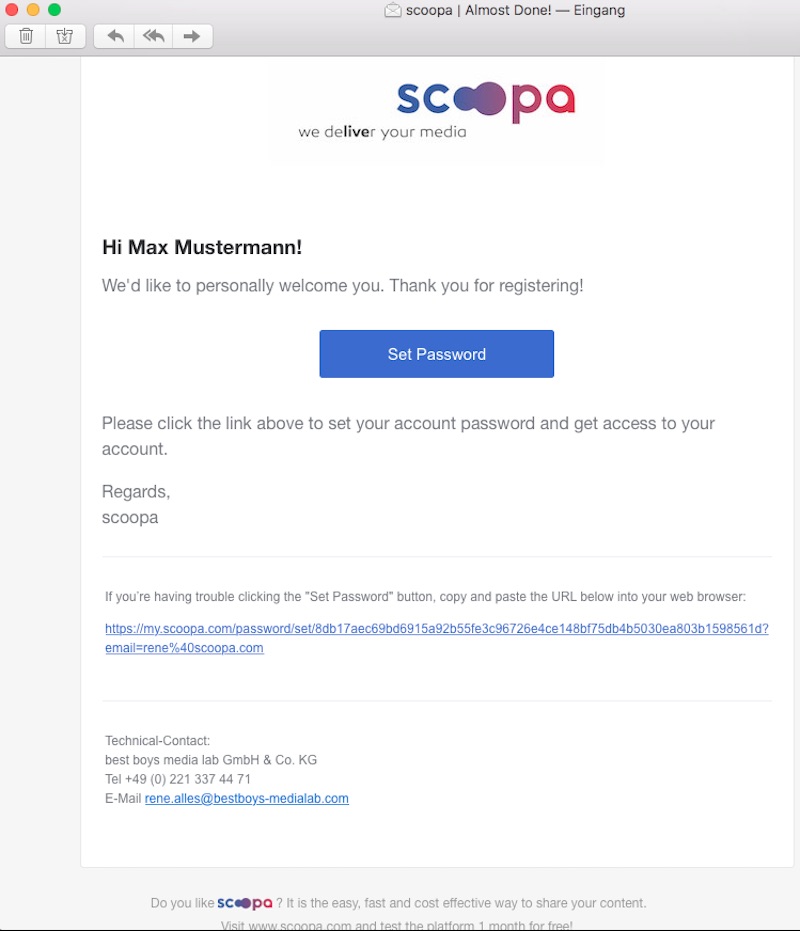 scoopa | Almost Done! — Eingang
scoopa
we deliver your media
Hi Max Mustermann!
We'd like to personally welcome you. Thank you for registering!
Set Password
Please click the link above to set your account password and get access to your
account.
Regards,
scoopa
If you're having trouble clicking the "Set Password" button, copy and paste the URL below into your web browser:
https://my.scoopa.com/password/set/8db17aec69bd6915a92b55fe3c96726e4ce148bf75db4b5030ea803b1598561d?
email=rene%40scoopa.com
Technical-Contact:
best boys media lab GmbH & Co. KG
Tel +49 (0) 221 337 44 71
E-Mail rene.alles@bestboys-medialab.com
Do you like scoopa ? It is the easy, fast and cost effective way to share your content.
Visit www.scoopa.com and test the platform 1 month for free!